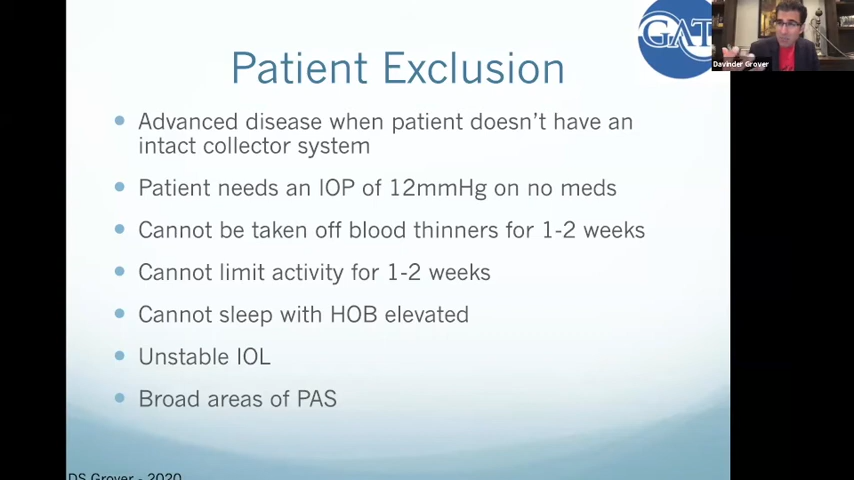 GAT
Davinder Grover
Patient Exclusion
Advanced disease when patient doesn't have an
intact collector system
Patient needs an IOP of 12mmHg on no meds
Cannot be taken off blood thinners for 1-2 weeks
Cannot limit activity for 1-2 weeks
Cannot sleep with HOB elevated
Unstable IOL
Broad areas of PAS
DS Grover - 2020